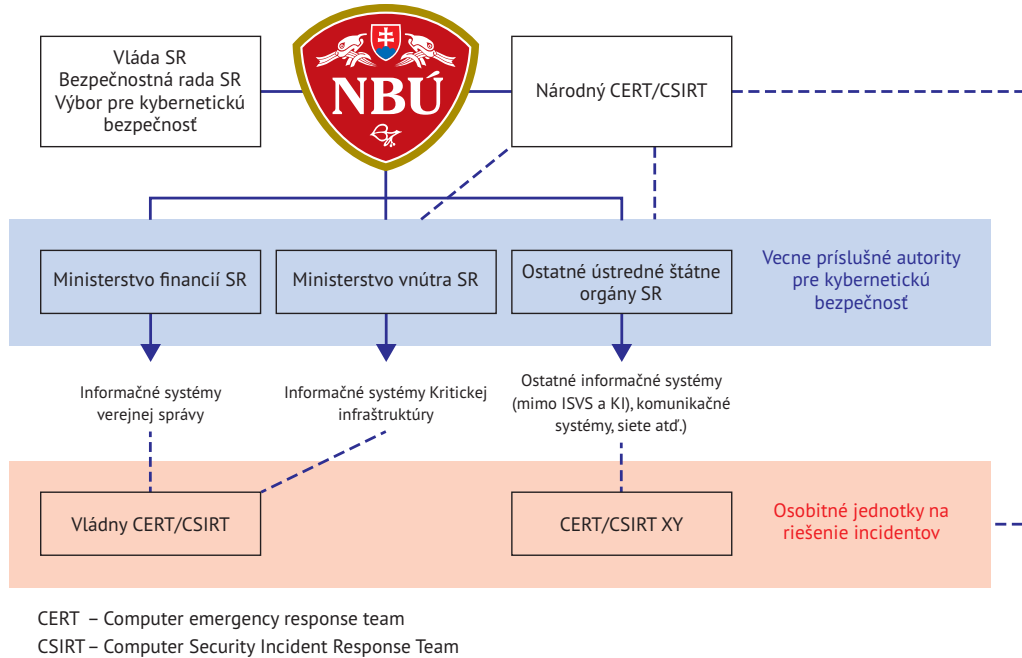 Vláda SR
Bezpečnostná rada SR
Výbor pre kybernetickú
bezpečnosť
NBÚ
Národný CERT/CSIRT
Ministerstvo financií SR
Ministerstvo vnútra SR
Ostatné ústredné štátne
orgány SR
Vecne príslušné autority
pre kybernetickú
bezpečnosť
Informačné systémy
verejnej správy
Informačné systémy Kritickej
infraštruktúry
Ostatné informačné systémy
(mimo ISVS a KI), komunikačné
systémy, siete atď.)
Vládny CERT/CSIRT
CERT/CSIRT XY
Osobitné jednotky na
riešenie incidentov
CERT – Computer emergency response team
CSIRT – Computer Security Incident Response Team